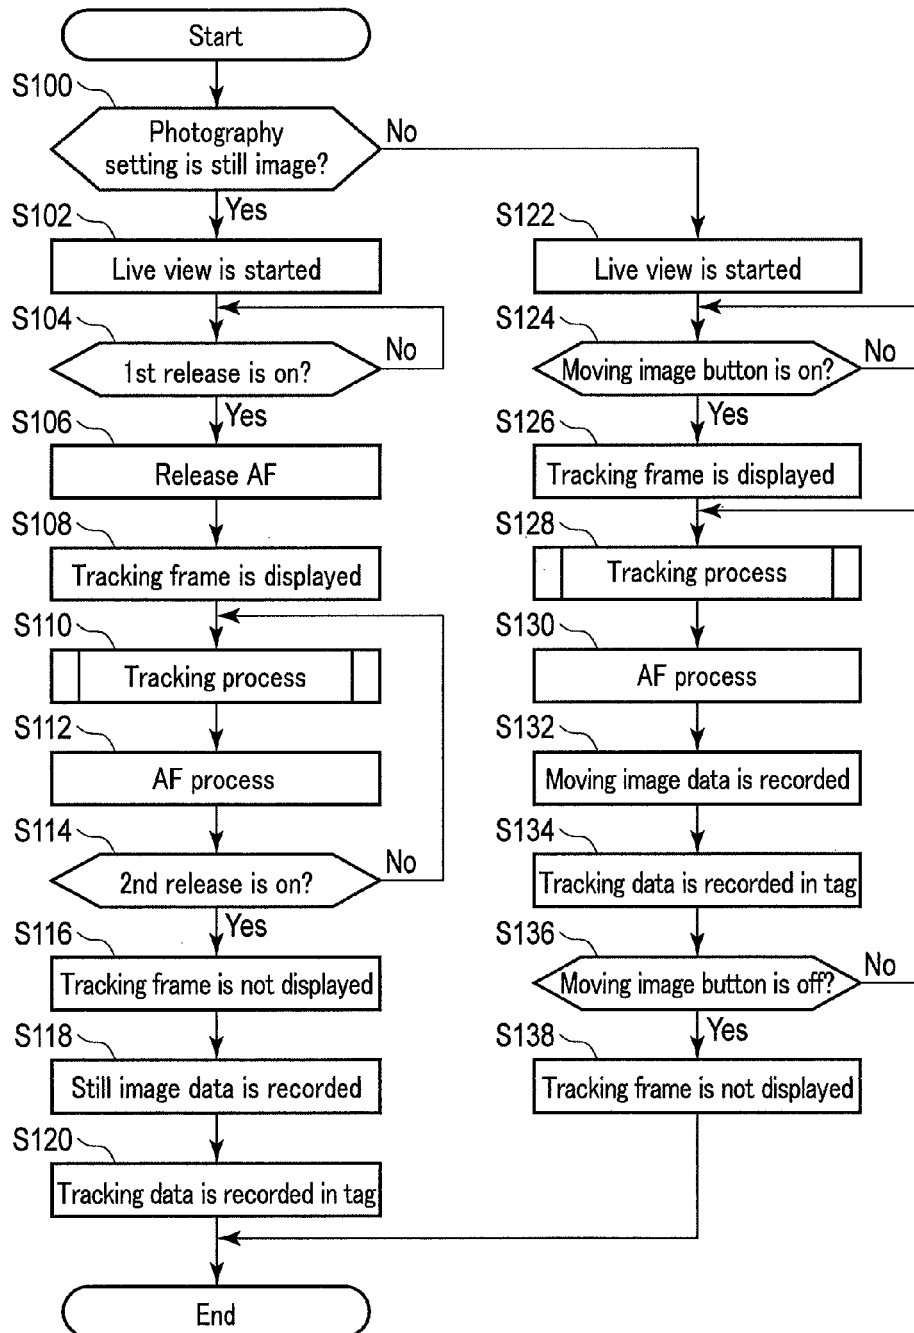 Start
S100
Photography
setting is still image?
No
Yes
S102
Live view is started
S104
1st release is on?
No
Yes
S106
Release AF
S108
Tracking frame is displayed
S110
Tracking process
S112
AF process
S114
2nd release is on?
No
Yes
S116
Tracking frame is not displayed
S118
Still image data is recorded
S120
Tracking data is recorded in tag
S122
Live view is started
S124
Moving image button is on?
No
Yes
S126
Tracking frame is displayed
S128
Tracking process
S130
AF process
S132
Moving image data is recorded
S134
Tracking data is recorded in tag
S136
Moving image button is off?
No
Yes
S138
Tracking frame is not displayed
End